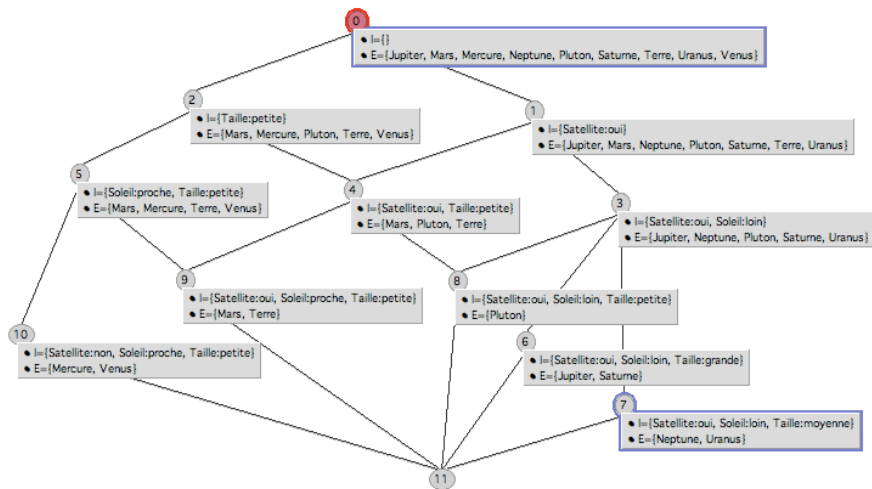 0
I={}
E={Jupiter, Mars, Mercure, Neptune, Pluton, Saturne, Terre, Uranus, Venus}
2
I={Taille:petite}
E={Mars, Mercure, Pluton, Terre, Venus}
1
I={Satellite:oui}
E={Jupiter, Mars, Neptune, Pluton, Saturne, Terre, Uranus}
5
I={Soleil:proche, Taille:petite}
E={Mars, Mercure, Terre, Venus}
4
I={Satellite:oui, Taille:petite}
E={Mars, Pluton, Terre}
3
I={Satellite:oui, Soleil:loin}
E={Jupiter, Neptune, Pluton, Saturne, Uranus}
9
I={Satellite:oui, Soleil:proche, Taille:petite}
E={Mars, Terre}
8
I={Satellite:oui, Soleil:loin, Taille:petite}
E={Pluton}
10
I={Satellite:non, Soleil:proche, Taille:petite}
E={Mercure, Venus}
6
I={Satellite:oui, Soleil:loin, Taille:grande}
E={Jupiter, Saturne}
7
I={Satellite:oui, Soleil:loin, Taille:moyenne}
E={Neptune, Uranus}
11